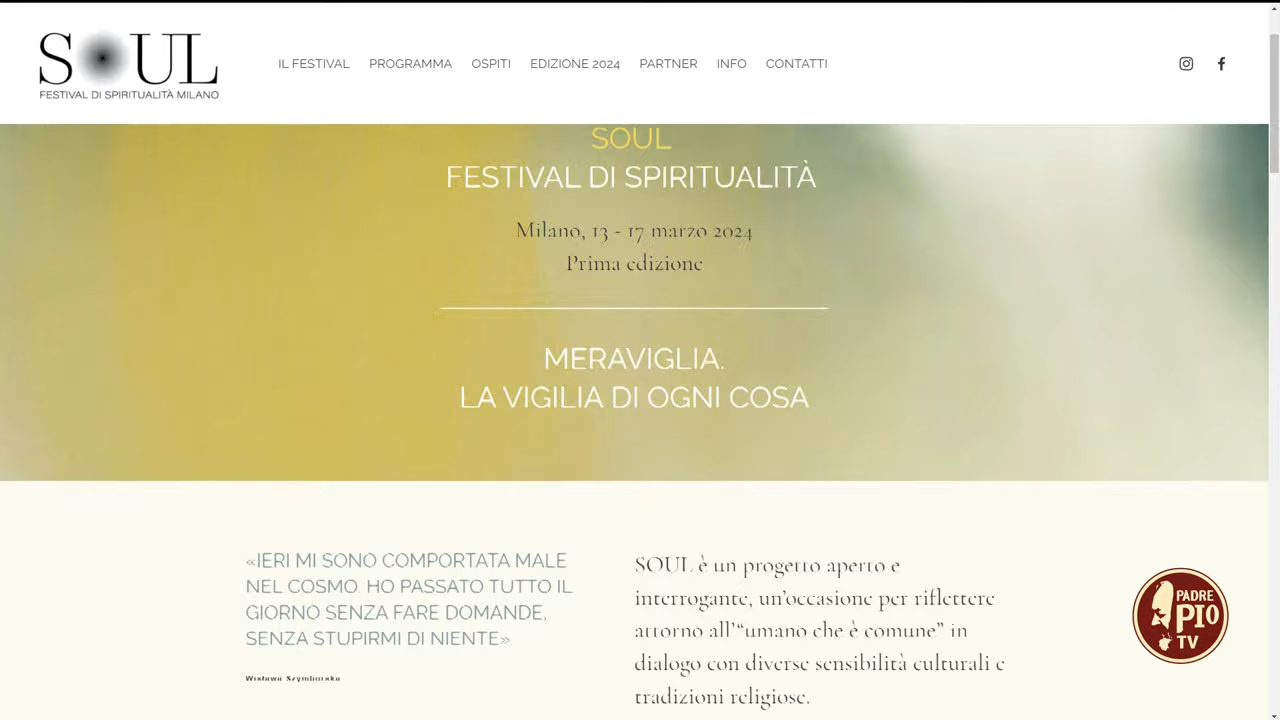 SOUL
FESTIVAL DI SPIRITUALITÀ MILANO
IL FESTIVAL PROGRAMMA OSPITI EDIZIONE 2024 PARTNER INFO CONTATTI
SOUL
FESTIVAL DI SPIRITUALITÀ
Milano, 13 - 17 marzo 2024
Prima edizione
MERAVIGLIA.
LA VIGILIA DI OGNI COSA
«IERI MI SONO COMPORTATA MALE
NEL COSMO. HO PASSATO TUTTO IL
GIORNO SENZA FARE DOMANDE,
SENZA STUPIRMI DI NIENTE»
Wisława Szymborska
SOUL è un progetto aperto e
interrogante, un'occasione per riflettere
attorno all'“umano che è comune” in
dialogo con diverse sensibilità culturali e
tradizioni religiose.
PADRE
PIO
TV